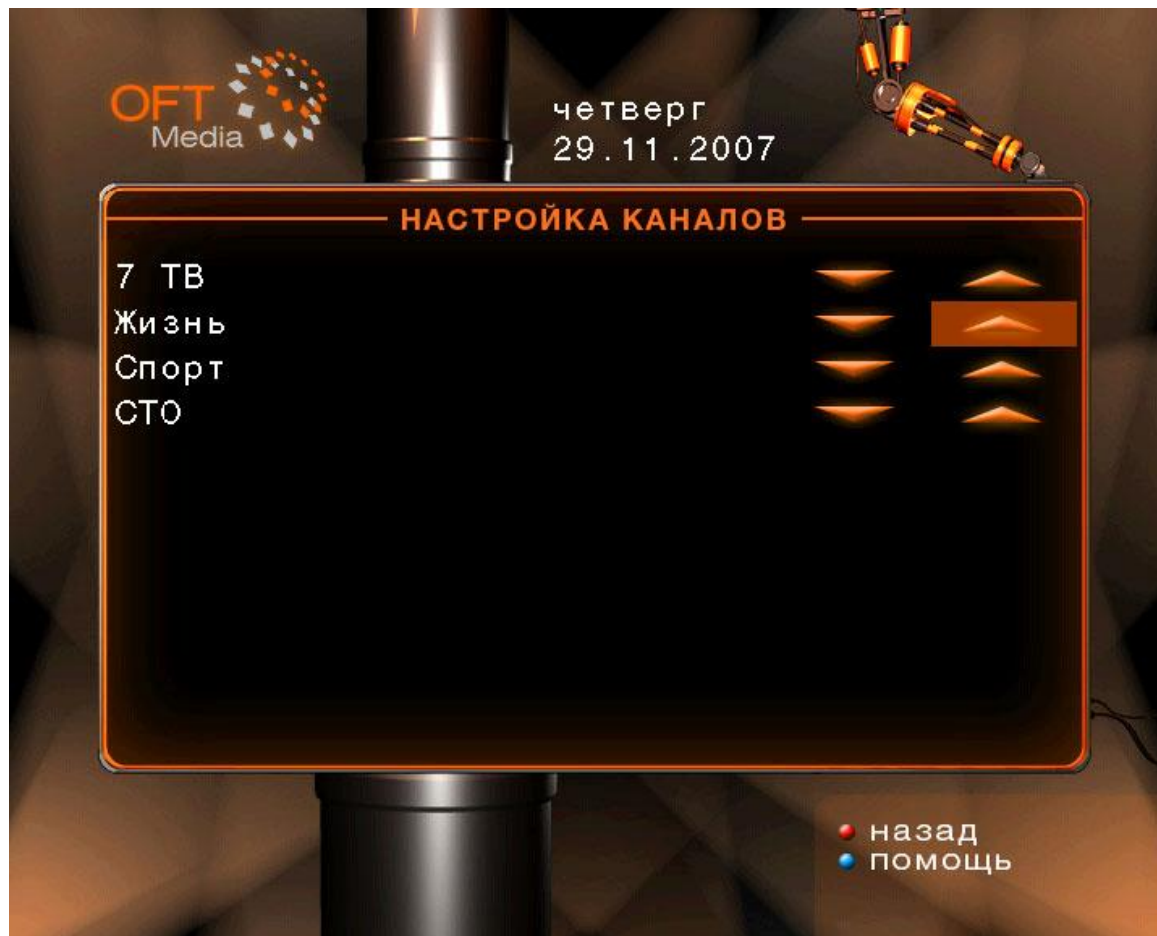 OFT
Media
четверг
29.11.2007
НАСТРОЙКА КАНАЛОВ
7 ТВ
Жизнь
Спорт
СТО
назад
помощь